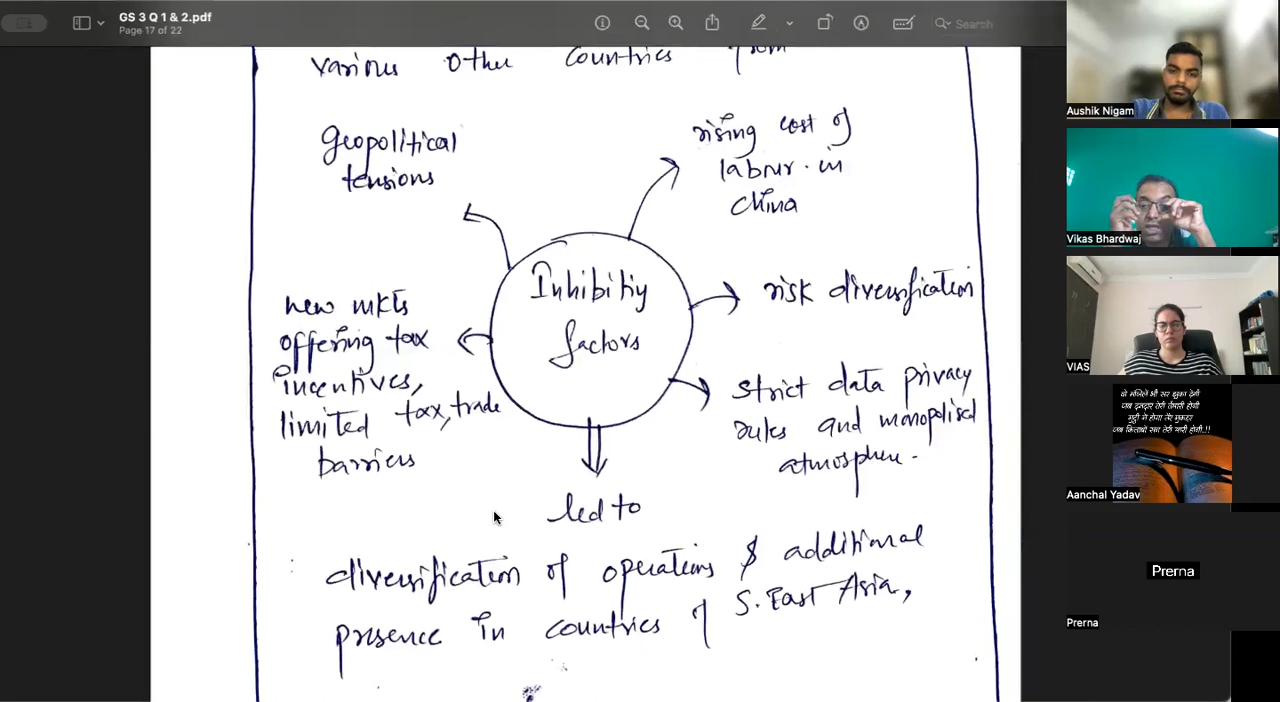 GS 3 Q 1 & 2.pdf
Page 17 of 22
Search
various other countries from
geopolitical
tensions
rising cost of
labour in
China
Inhibitiy
factors
new mkts
offering tax
incentives,
limited tax, trade
barriers
risk diversification
strict data privacy
rules and monopolised
atmosphere.
led to
diversification of operations & additional
presence in countries of S. East Asia,
Aushik Nigam
Vikas Bhardwaj
VIAS
वो मंजिलें भी सर झुका देगी
जब किताबों संग तेरी यारी होगी.!!
Aanchal Yadav
Prerna
Prerna